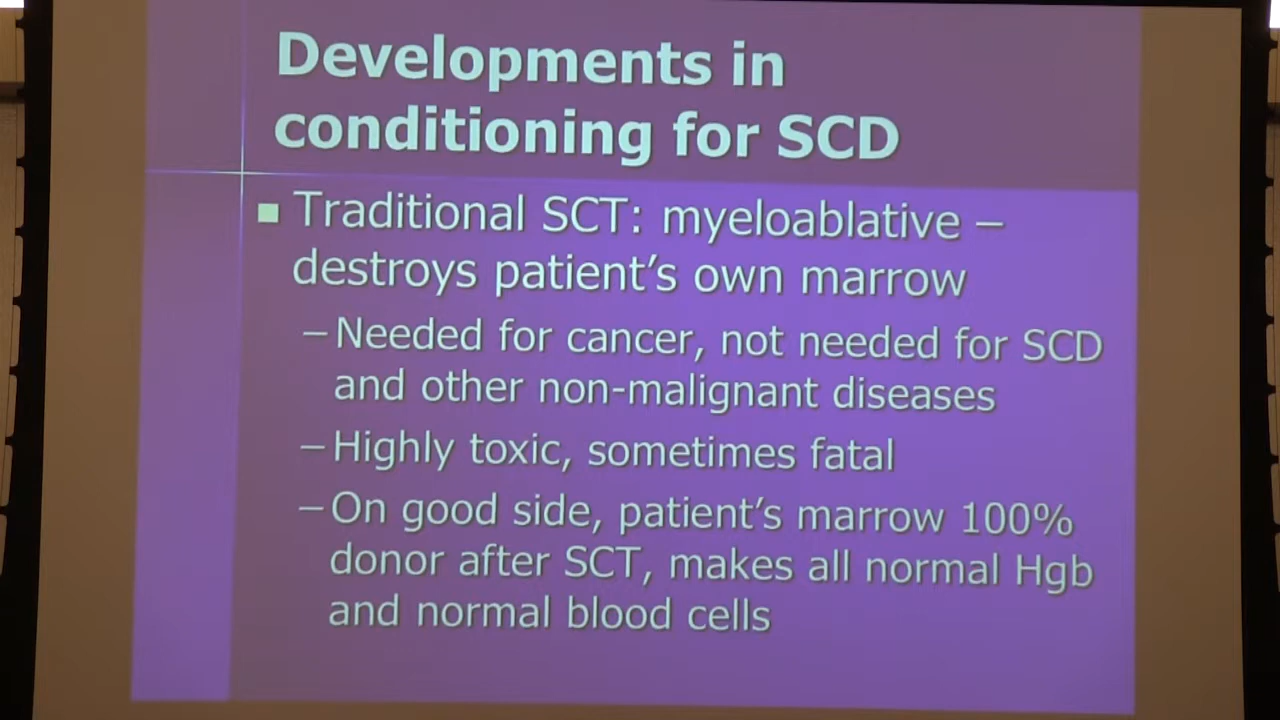 Developments in
conditioning for SCD
■ Traditional SCT: myeloablative –
destroys patient's own marrow
–Needed for cancer, not needed for SCD
and other non-malignant diseases
–Highly toxic, sometimes fatal
–On good side, patient's marrow 100%
donor after SCT, makes all normal Hgb
and normal blood cells